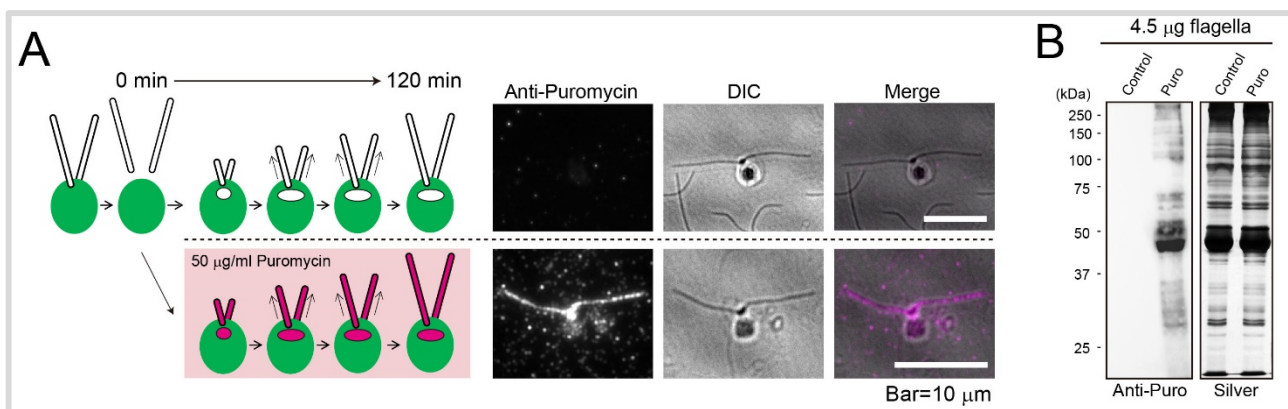 A
0 min
120 min
50 μg/ml Puromycin
Anti-Puromycin
DIC
Merge
Bar=10 μm
B
4.5 μg flagella
Control
Puro
Control
Puro
(kDa)
250
150
100
75
50
37
25
Anti-Puro
Silver